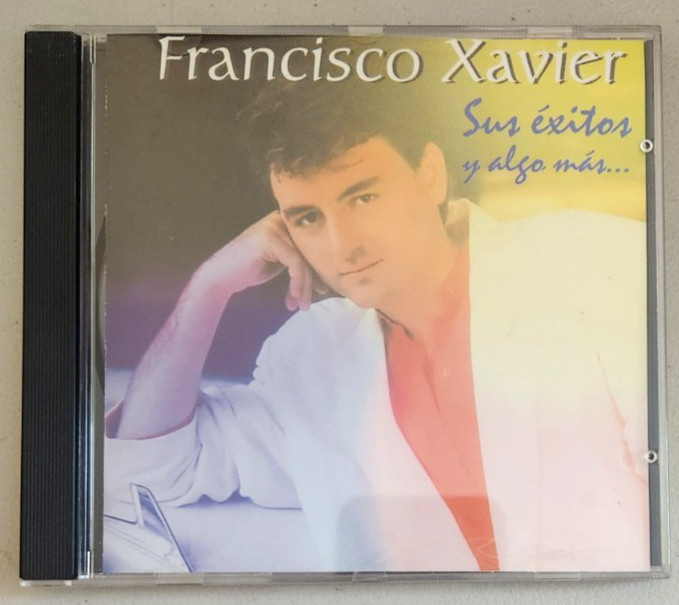 Francisco Xavier
Sus éxitos
y algo más...